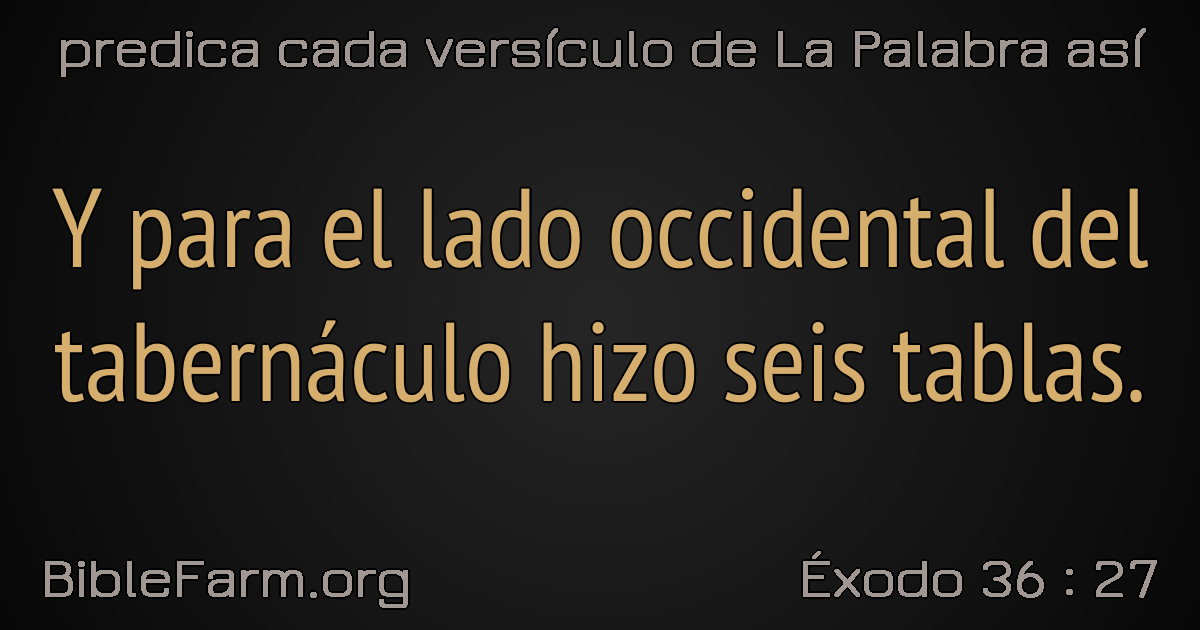 predica cada versículo de La Palabra así
Y para el lado occidental del
tabernáculo hizo seis tablas.
BibleFarm.org
Éxodo 36 : 27